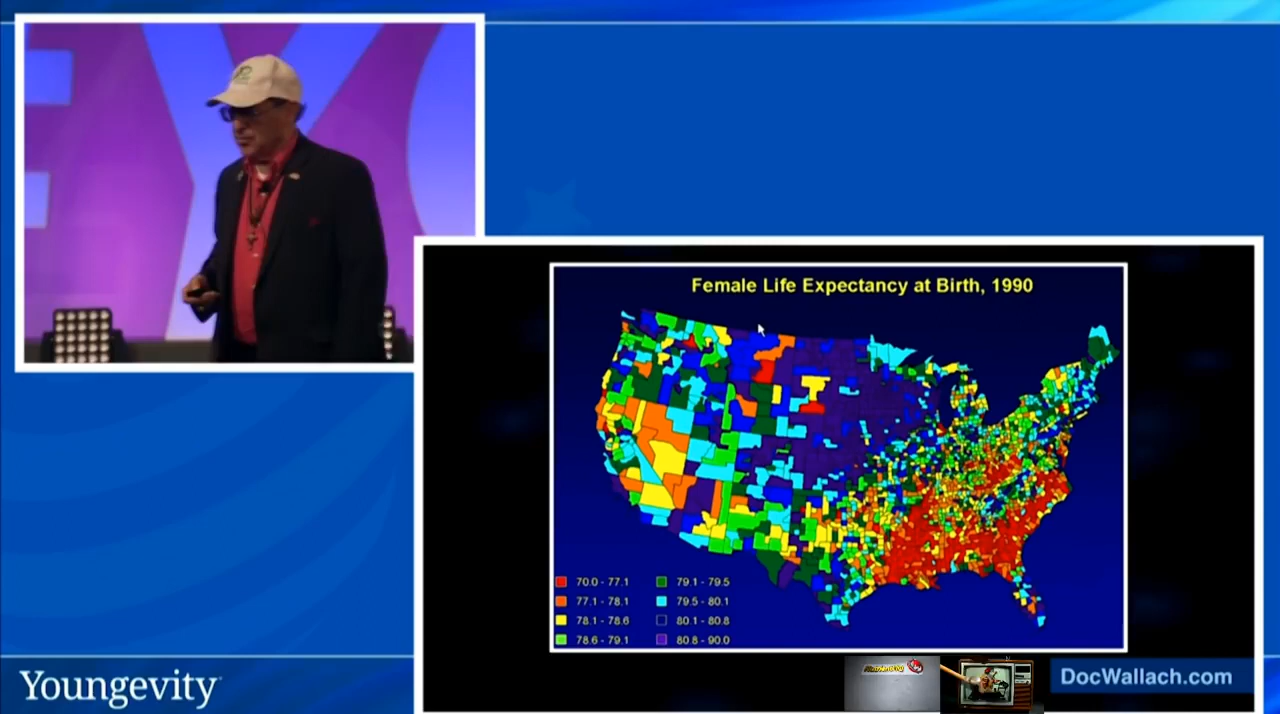 Female Life Expectancy at Birth, 1990
70.0 - 77.1
77.1 - 78.1
78.1 - 78.6
78.6 - 79.1
79.1 - 79.5
79.5 - 80.1
80.1 - 80.8
80.8 - 90.0
Youngevity
DocWallach.com